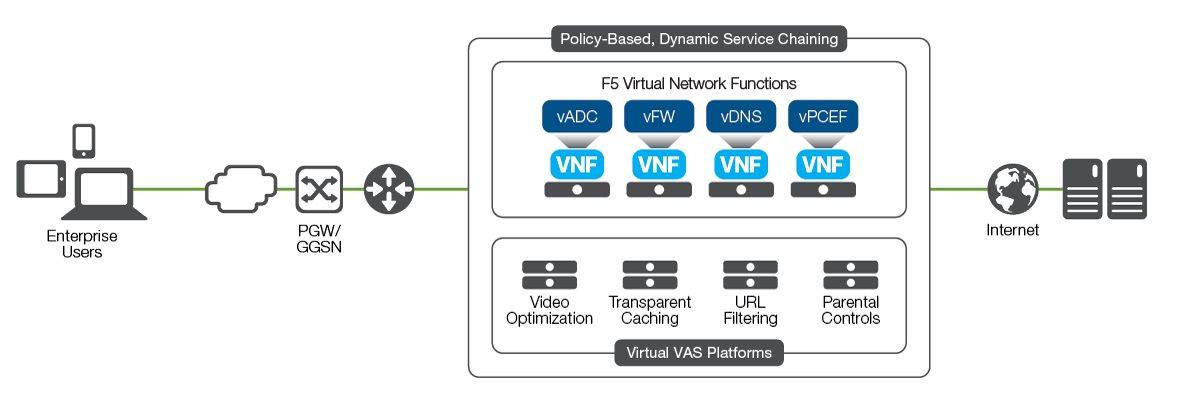 Policy-Based, Dynamic Service Chaining
F5 Virtual Network Functions
vADC
vFW
vDNS
vPCEF
VNF
VNF
VNF
VNF
Enterprise
Users
PGW/
GGSN
Internet
Video
Optimization
Transparent
Caching
URL
Filtering
Parental
Controls
Virtual VAS Platforms